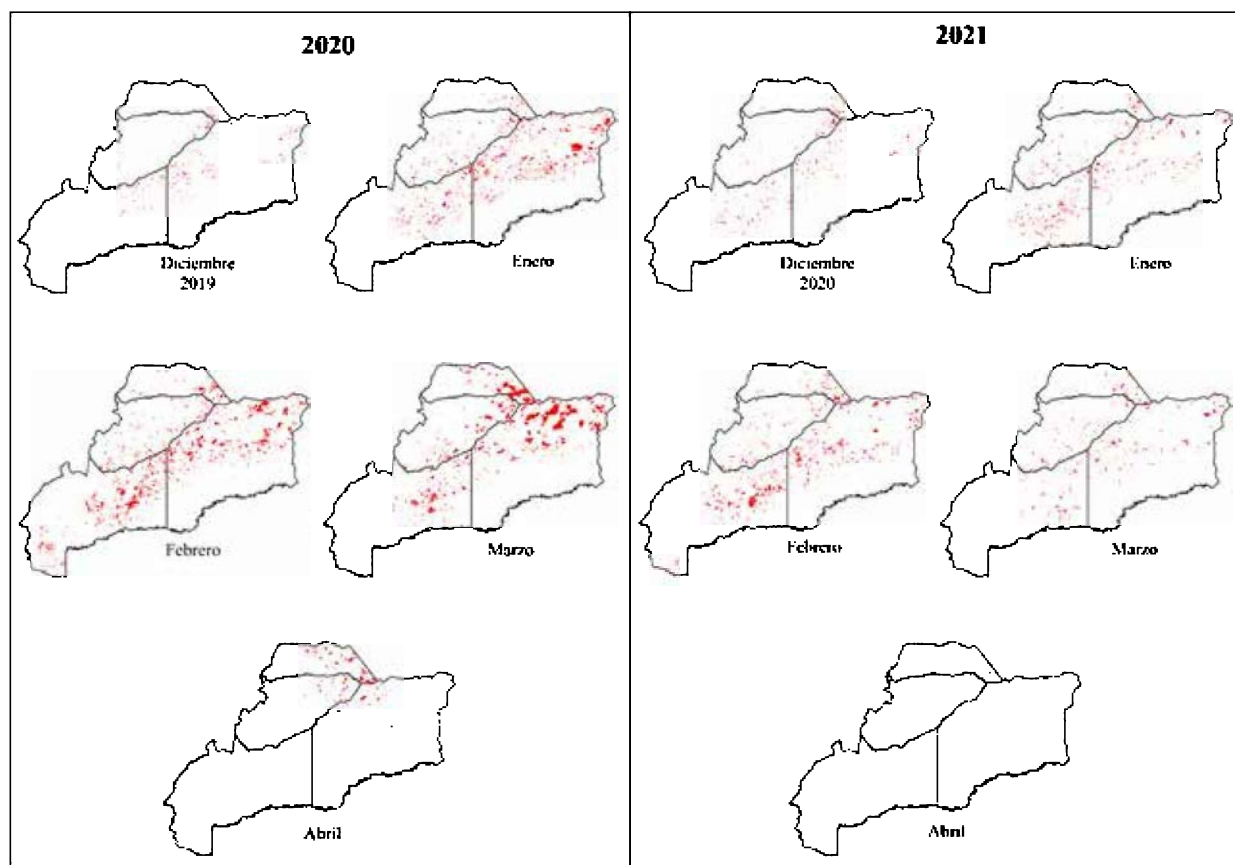 2020
2021
Diciembre
2019
Enero
Diciembre
2020
Enero
Febrero
Marzo
Febrero
Marzo
Abril
Abril